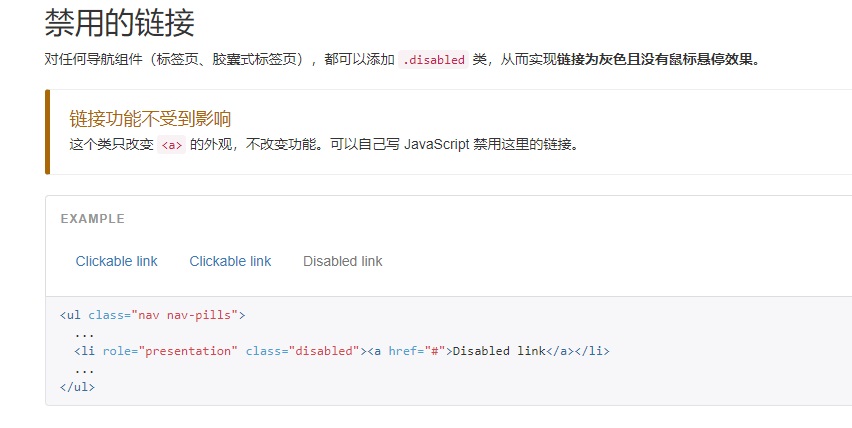 禁用的链接
对任何导航组件（标签页、胶囊式标签页），都可以添加 .disabled 类，从而实现链接为灰色且没有鼠标悬停效果。
链接功能不受到影响
这个类只改变 <a> 的外观，不改变功能。可以自己写 JavaScript 禁用这里的链接。
EXAMPLE
Clickable link Clickable link Disabled link
<ul class="nav nav-pills">
...
<li role="presentation" class="disabled"><a href="#">Disabled link</a></li>
...
</ul>